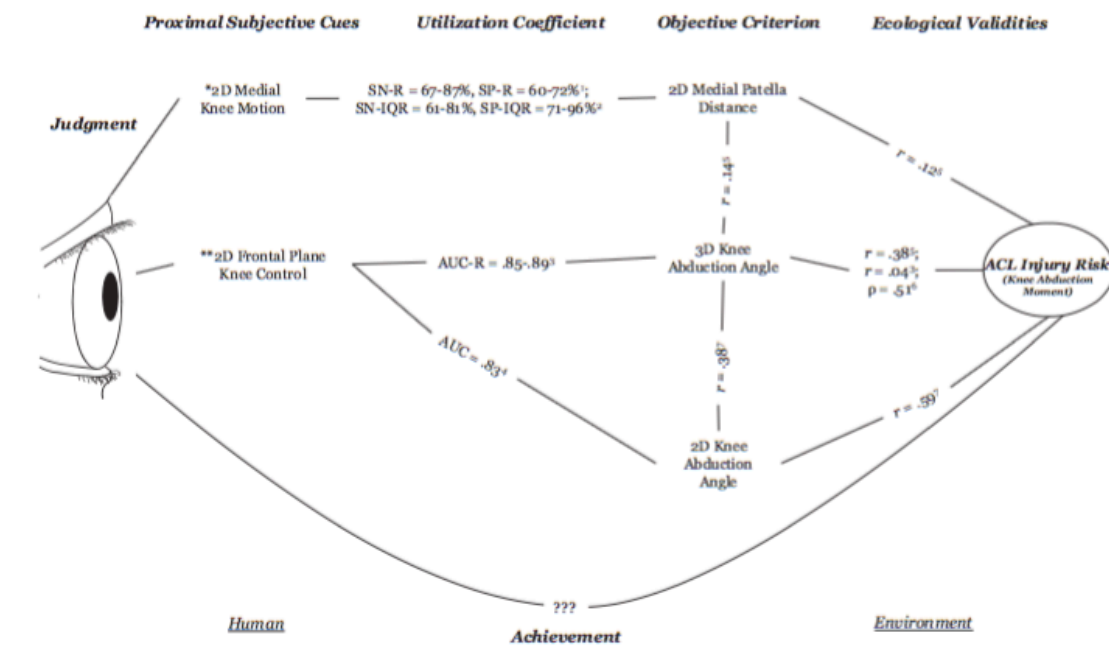 Proximal Subjective Cues Utilization Coefficient Objective Criterion Ecological Validities
Judgment
*2D Medial
Knee Motion
SN-R = 67-87%, SP-R = 60-72%¹;
SN-IQR = 61-81%, SP-IQR = 71-96%²
2D Medial Patella
Distance
r = .12⁵
r = .14⁵
**2D Frontal Plane
Knee Control
AUC-R = .85-.89³
3D Knee
Abduction Angle
r = .38⁵;
r = .04³;
ρ = .51⁶
ACL Injury Risk
(Knee Abduction
Moment)
AUC = .83⁴
r = .38⁷
r = .59⁷
2D Knee
Abduction
Angle
???
Human
Achievement
Environment